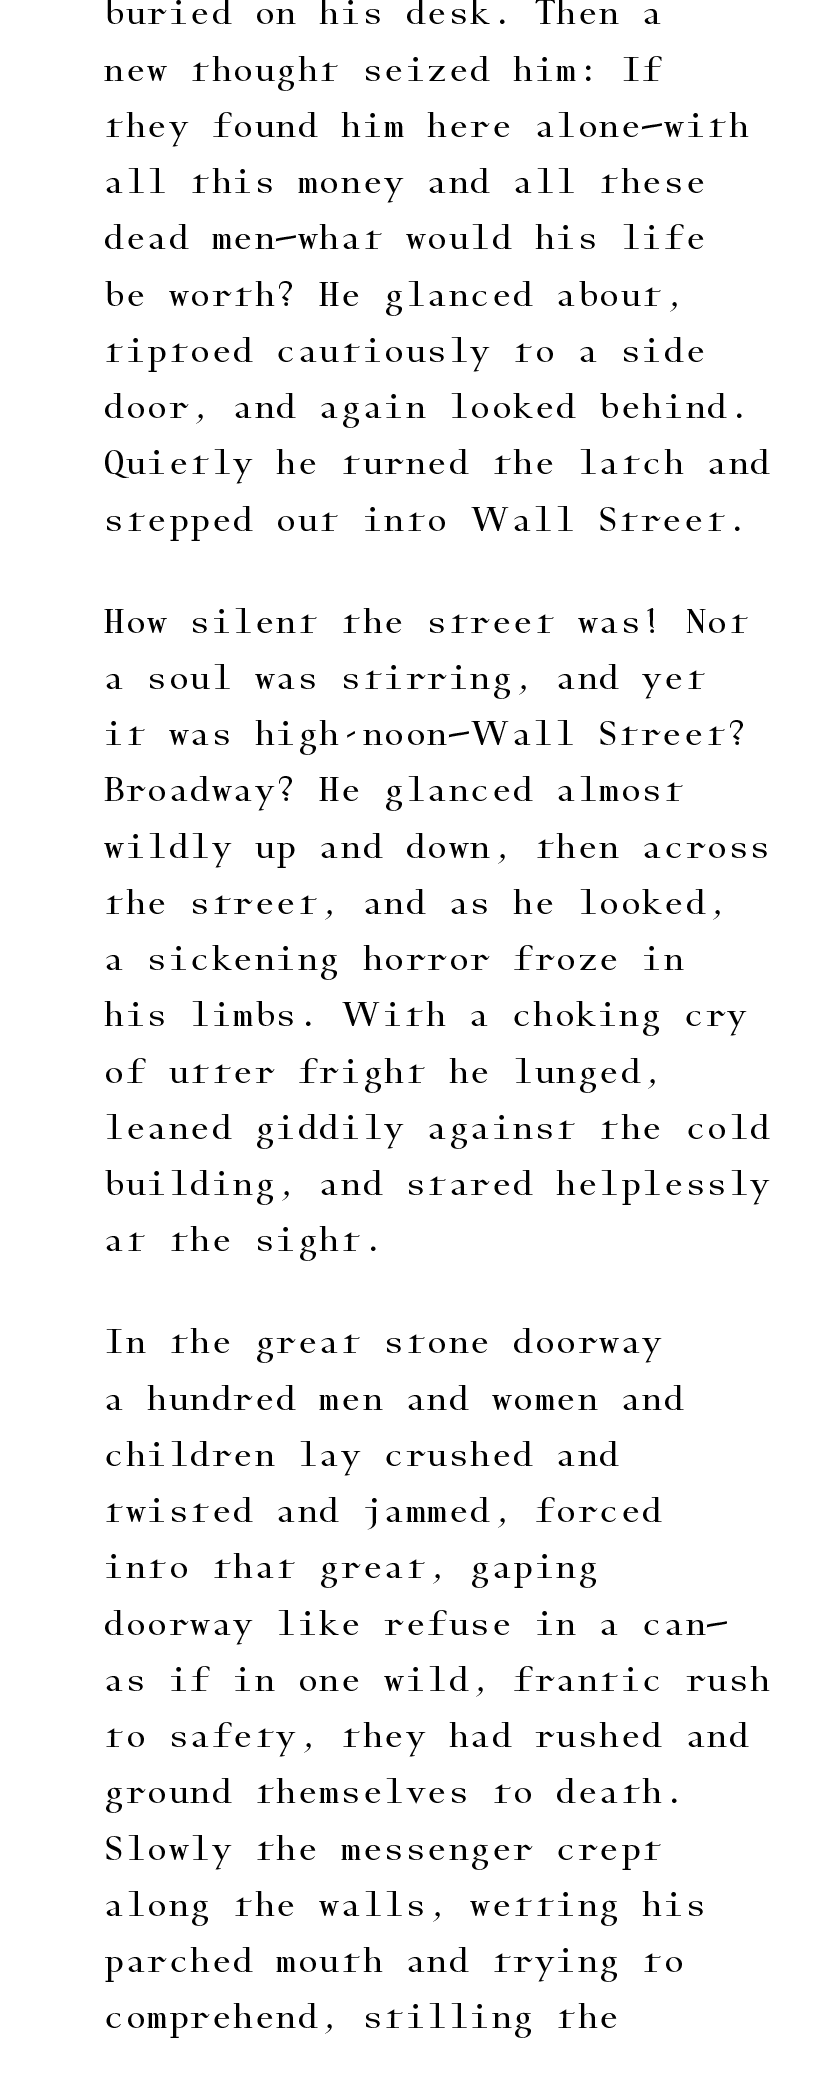 buried on his desk. Then a
new thought seized him: If
they found him here alone—with
all this money and all these
dead men—what would his life
be worth? He glanced about,
tiptoed cautiously to a side
door, and again looked behind.
Quietly he turned the latch and
stepped out into Wall Street.
How silent the street was! Not
a soul was stirring, and yet
it was high-noon—Wall Street?
Broadway? He glanced almost
wildly up and down, then across
the street, and as he looked,
a sickening horror froze in
his limbs. With a choking cry
of utter fright he lunged,
leaned giddily against the cold
building, and stared helplessly
at the sight.
In the great stone doorway
a hundred men and women and
children lay crushed and
twisted and jammed, forced
into that great, gaping
doorway like refuse in a can—
as if in one wild, frantic rush
to safety, they had rushed and
ground themselves to death.
Slowly the messenger crept
along the walls, wetting his
parched mouth and trying to
comprehend, stilling the